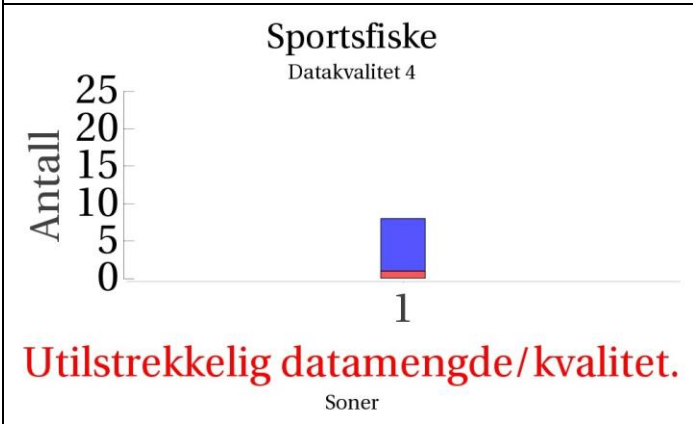 Sportsfiske
Datakvalitet 4
Antall
25
20
15
10
5
0
1
Utilstrekkelig datamengde/kvalitet.
Soner